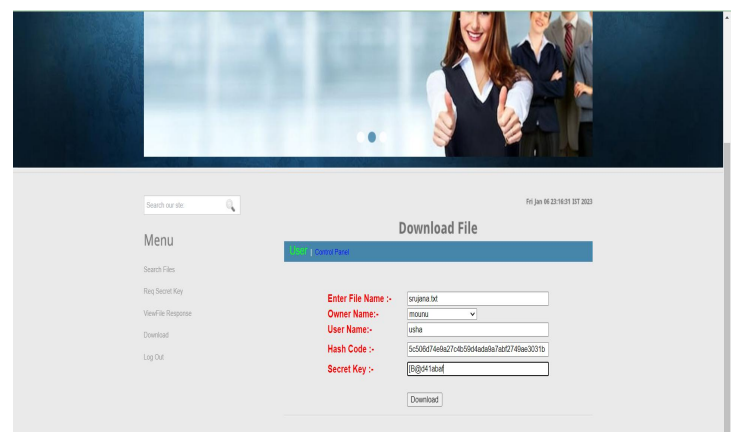 Search our site:
Fri Jan 06 23:16:31 IST 2023
Download File
Menu
User | Control Panel
Search Files
Req Secret Key
ViewFile Response
Download
Log Out
Enter File Name :- srujana.txt
Owner Name:- mounu
User Name:- usha
Hash Code :- 5c506d74e9a27c4b59d4ada9a7abf2749ae3031b
Secret Key :- [B@d41abaf
Download